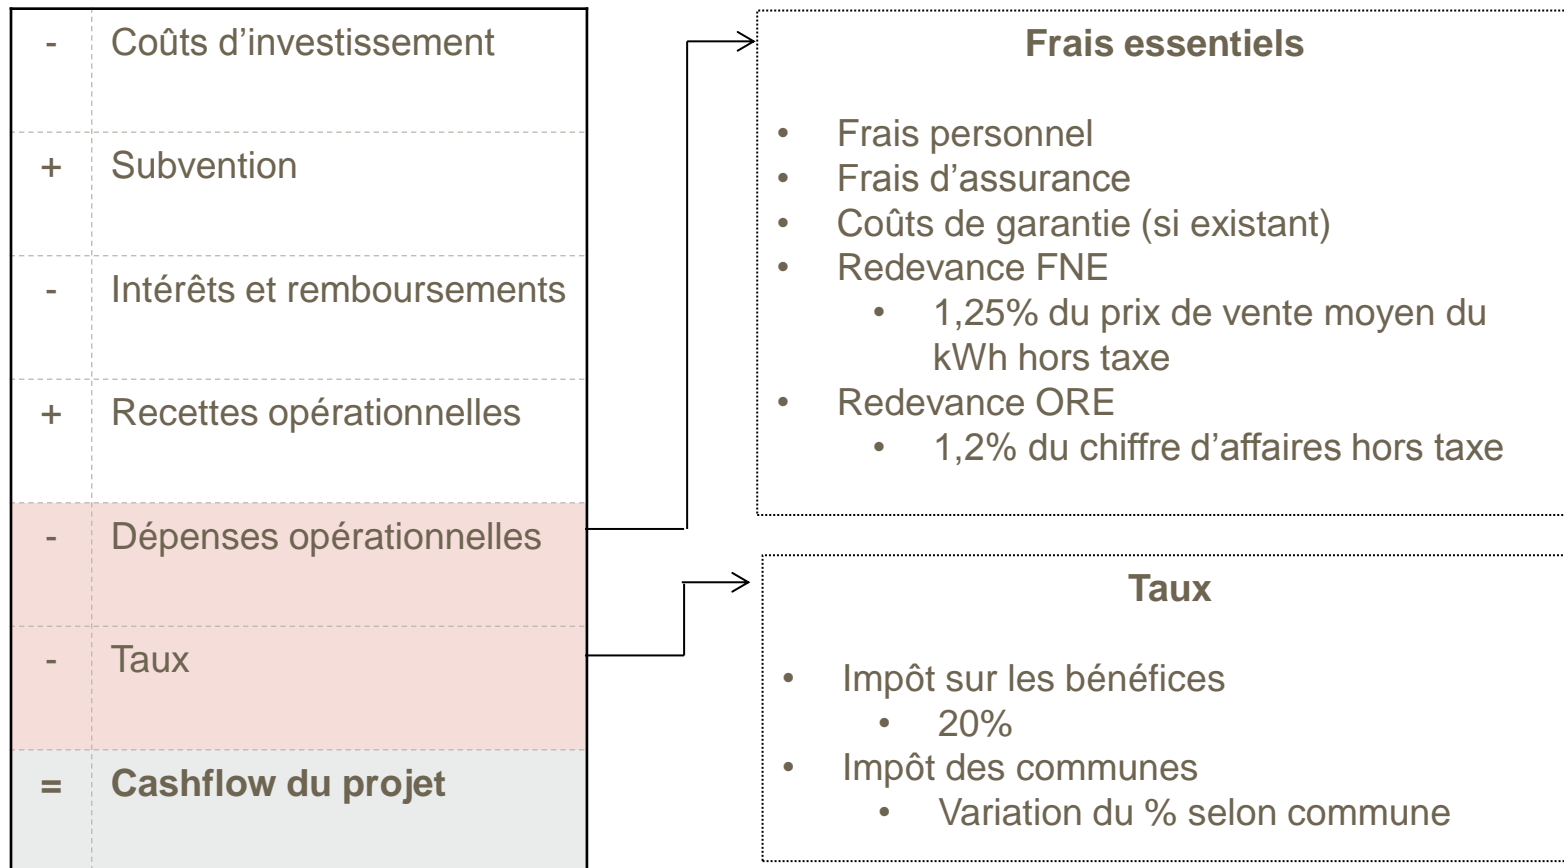 - Coûts d’investissement
+ Subvention
- Intérêts et remboursements
+ Recettes opérationnelles
- Dépenses opérationnelles
- Taux
= Cashflow du projet
Frais essentiels
• Frais personnel
• Frais d’assurance
• Coûts de garantie (si existant)
• Redevance FNE
• 1,25% du prix de vente moyen du
kWh hors taxe
• Redevance ORE
• 1,2% du chiffre d’affaires hors taxe
Taux
• Impôt sur les bénéfices
• 20%
• Impôt des communes
• Variation du % selon commune